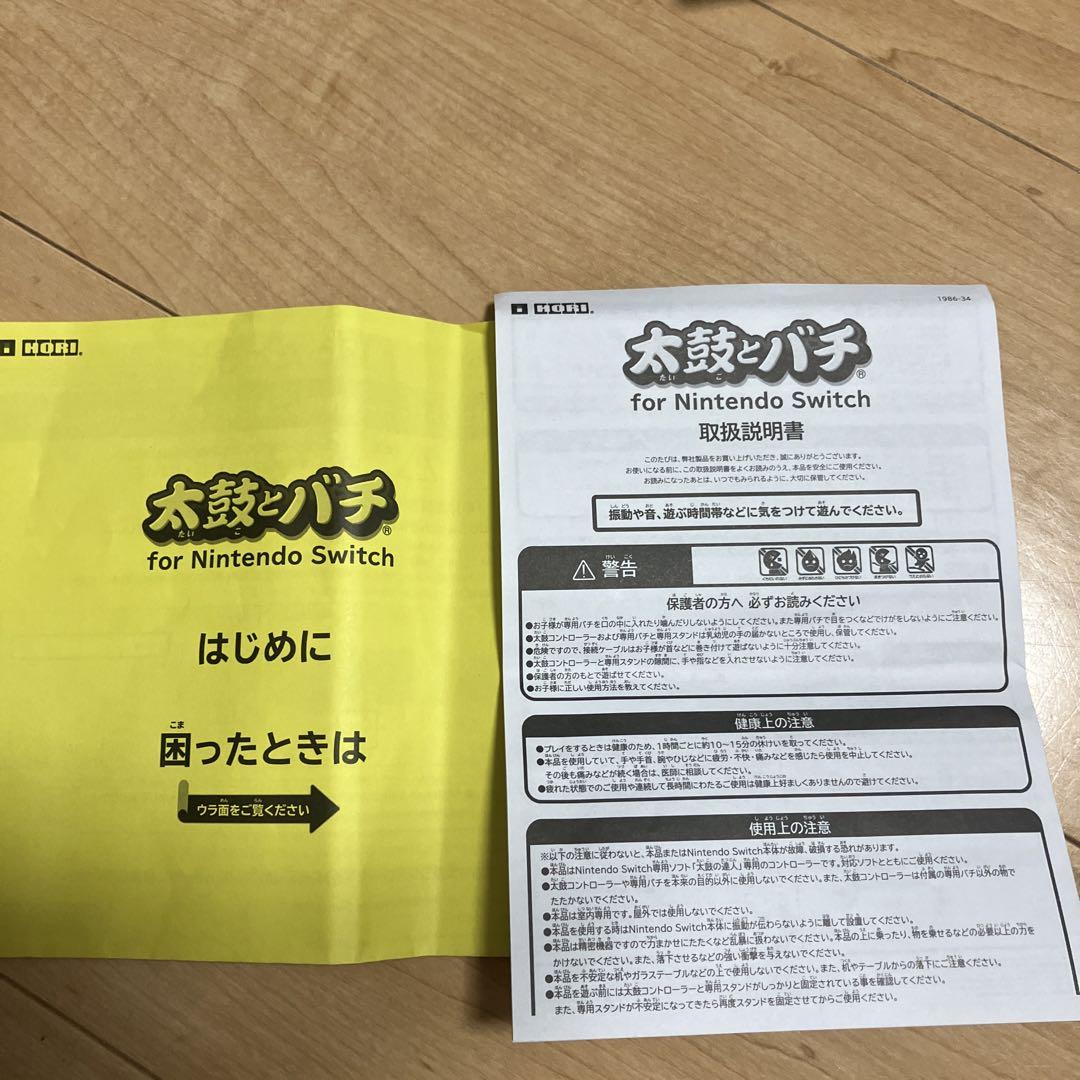 HORI®
太鼓とバチ®
たい こ
for Nintendo Switch
はじめに
こま
困ったときは
めん らん
ウラ面をご覧ください
HORI®
1986-34
太鼓とバチ®
たい こ
for Nintendo Switch
取扱説明書
このたびは、弊社製品をお買い上げいただき、誠にありがとうございます。
お使いになる前に、この取扱説明書をよくお読みのうえ、本品を安全にご使用ください。
お読みになったあとは、いつでもみられるように、大切に保管してください。
振動や音、遊ぶ時間帯などに気をつけて遊んでください。
警告
保護者の方へ 必ずお読みください
●お子様が専用バチを口の中に入れたり噛んだりしないようにしてください。また専用バチで目をつくなどでけがをしないようにご注意ください。
●太鼓コントローラーおよび専用バチと専用スタンドは乳幼児の手の届かないところで使用し、保管してください。
●危険ですので、接続ケーブルはお子様が首などに巻き付けて遊ばないように十分注意してください。
●太鼓コントローラーと専用スタンドの隙間に、手や指などを入れさせないように注意してください。
●保護者の方のもとで遊ばせてください。
●お子様に正しい使用方法を教えてください。
健康上の注意
●プレイをするときは健康のため、1時間ごとに約10〜15分の休けいを取ってください。
●本品を使用していて、手や手首、腕やひじなどに疲労・不快・痛みなどを感じたら使用を中止してください。
その後も痛みなどが続く場合は、医師に相談してください。
●疲れた状態でのご使用や連続して長時間にわたるご使用は健康上好ましくありませんので避けてください。
使用上の注意
※以下の注意に従わないと、本品またはNintendo Switch本体が故障、破損する恐れがあります。
●本品はNintendo Switch専用ソフト「太鼓の達人」専用のコントローラーです。対応ソフトとともにご使用ください。
●太鼓コントローラーや専用バチを本来の目的以外に使用しないでください。また、太鼓コントローラーは付属の専用バチ以外の物で
たたかないでください。
●本品は室内専用です。屋外では使用しないでください。
●本品を使用する時はNintendo Switch本体に振動が伝わらないように離して設置してください。
●本品は精密機器ですので力まかせにたたくなど乱暴に扱わないでください。本品の上に乗ったり、物を乗せるなどの必要以上の力を
かけないでください。また、落下させるなどの強い衝撃を与えないでください。
●本品を不安定な机やガラステーブルなどの上で使用しないでください。また、机やテーブルからの落下にご注意ください。
●本品を遊ぶ前には太鼓コントローラーと専用スタンドがしっかりと固定されている事を確認してください。
また、専用スタンドが不安定になってきたら再度スタンドを固定させてからご使用ください。